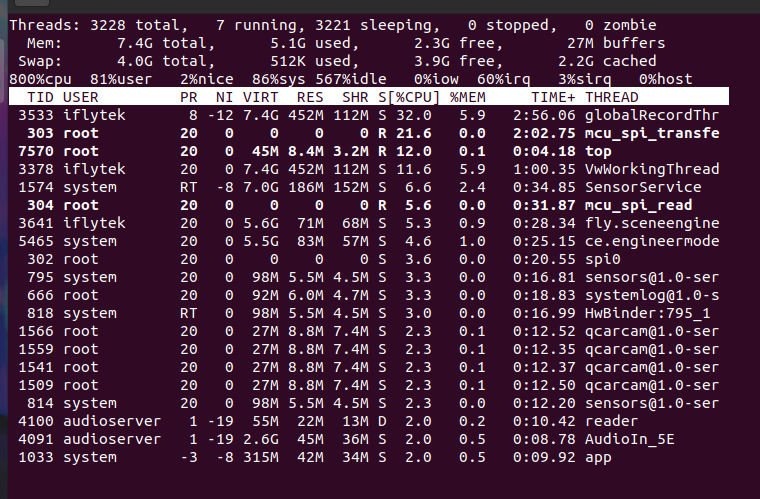 Threads: 3228 total,   7 running, 3221 sleeping,   0 stopped,   0 zombie
  Mem:      7.4G total,      5.1G used,      2.3G free,       27M buffers
 Swap:      4.0G total,      512K used,      3.9G free,      2.2G cached
800%cpu  81%user   2%nice  86%sys 567%idle   0%iow  60%irq   3%sirq   0%host
  TID USER         PR  NI VIRT  RES  SHR S[%CPU] %MEM     TIME+ THREAD
 3533 iflytek       8 -12 7.4G 452M 112M S 32.0   5.9   2:56.06 globalRecordThr
  303 root         20   0    0    0    0 R 21.6   0.0   2:02.75 mcu_spi_transfe
 7570 root         20   0  45M 8.4M 3.2M R 12.0   0.1   0:04.18 top
 3378 iflytek      20   0 7.4G 452M 112M S 11.6   5.9   1:00.35 VwWorkingThread
 1574 system       RT  -8 7.0G 186M 152M S  6.6   2.4   0:34.85 SensorService
  304 root         20   0    0    0    0 R  5.6   0.0   0:31.87 mcu_spi_read
 3641 iflytek      20   0 5.6G  71M  68M S  5.3   0.9   0:28.34 fly.sceneengine
 5465 system       20   0 5.5G  83M  57M S  4.6   1.0   0:25.15 ce.engineermode
  302 root         20   0    0    0    0 S  3.6   0.0   0:20.55 spi0
  795 system       20   0  98M 5.5M 4.5M S  3.3   0.0   0:16.81 sensors@1.0-ser
  666 root         20   0  92M 6.0M 4.7M S  3.3   0.0   0:18.83 systemlog@1.0-s
  818 system       RT   0  98M 5.5M 4.5M S  3.0   0.0   0:16.99 HwBinder:795_1
 1566 root         20   0  27M 8.8M 7.4M S  2.3   0.1   0:12.52 qcarcam@1.0-ser
 1559 root         20   0  27M 8.8M 7.4M S  2.3   0.1   0:12.35 qcarcam@1.0-ser
 1541 root         20   0  27M 8.8M 7.4M S  2.3   0.1   0:12.37 qcarcam@1.0-ser
 1509 root         20   0  27M 8.8M 7.4M S  2.3   0.1   0:12.50 qcarcam@1.0-ser
  814 system       20   0  98M 5.5M 4.5M S  2.3   0.0   0:12.20 sensors@1.0-ser
 4100 audioserver   1 -19  55M  22M  13M D  2.0   0.2   0:10.42 reader
 4091 audioserver   1 -19 2.6G  45M  36M S  2.0   0.5   0:08.78 AudioIn_5E
 1033 system       -3  -8 315M  42M  34M S  2.0   0.5   0:09.92 app